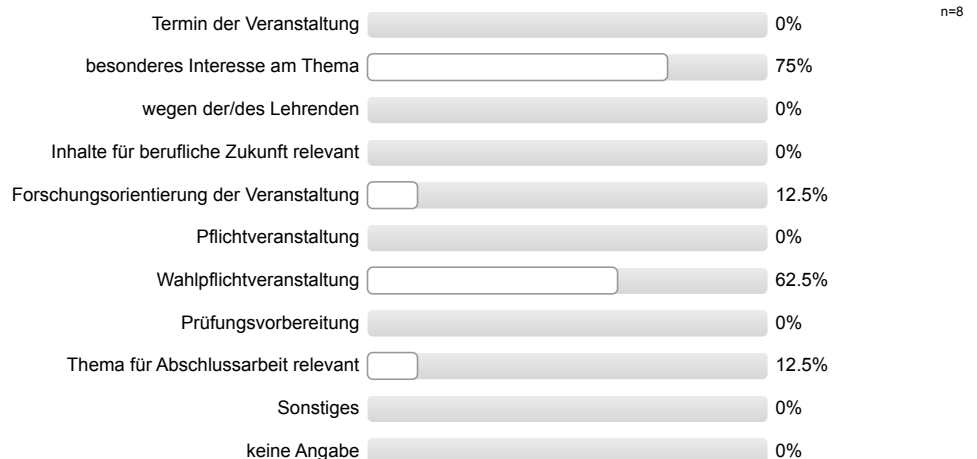 n=8
Termin der Veranstaltung 0%
besonderes Interesse am Thema 75%
wegen der/des Lehrenden 0%
Inhalte für berufliche Zukunft relevant 0%
Forschungsorientierung der Veranstaltung 12.5%
Pflichtveranstaltung 0%
Wahlpflichtveranstaltung 62.5%
Prüfungsvorbereitung 0%
Thema für Abschlussarbeit relevant 12.5%
Sonstiges 0%
keine Angabe 0%